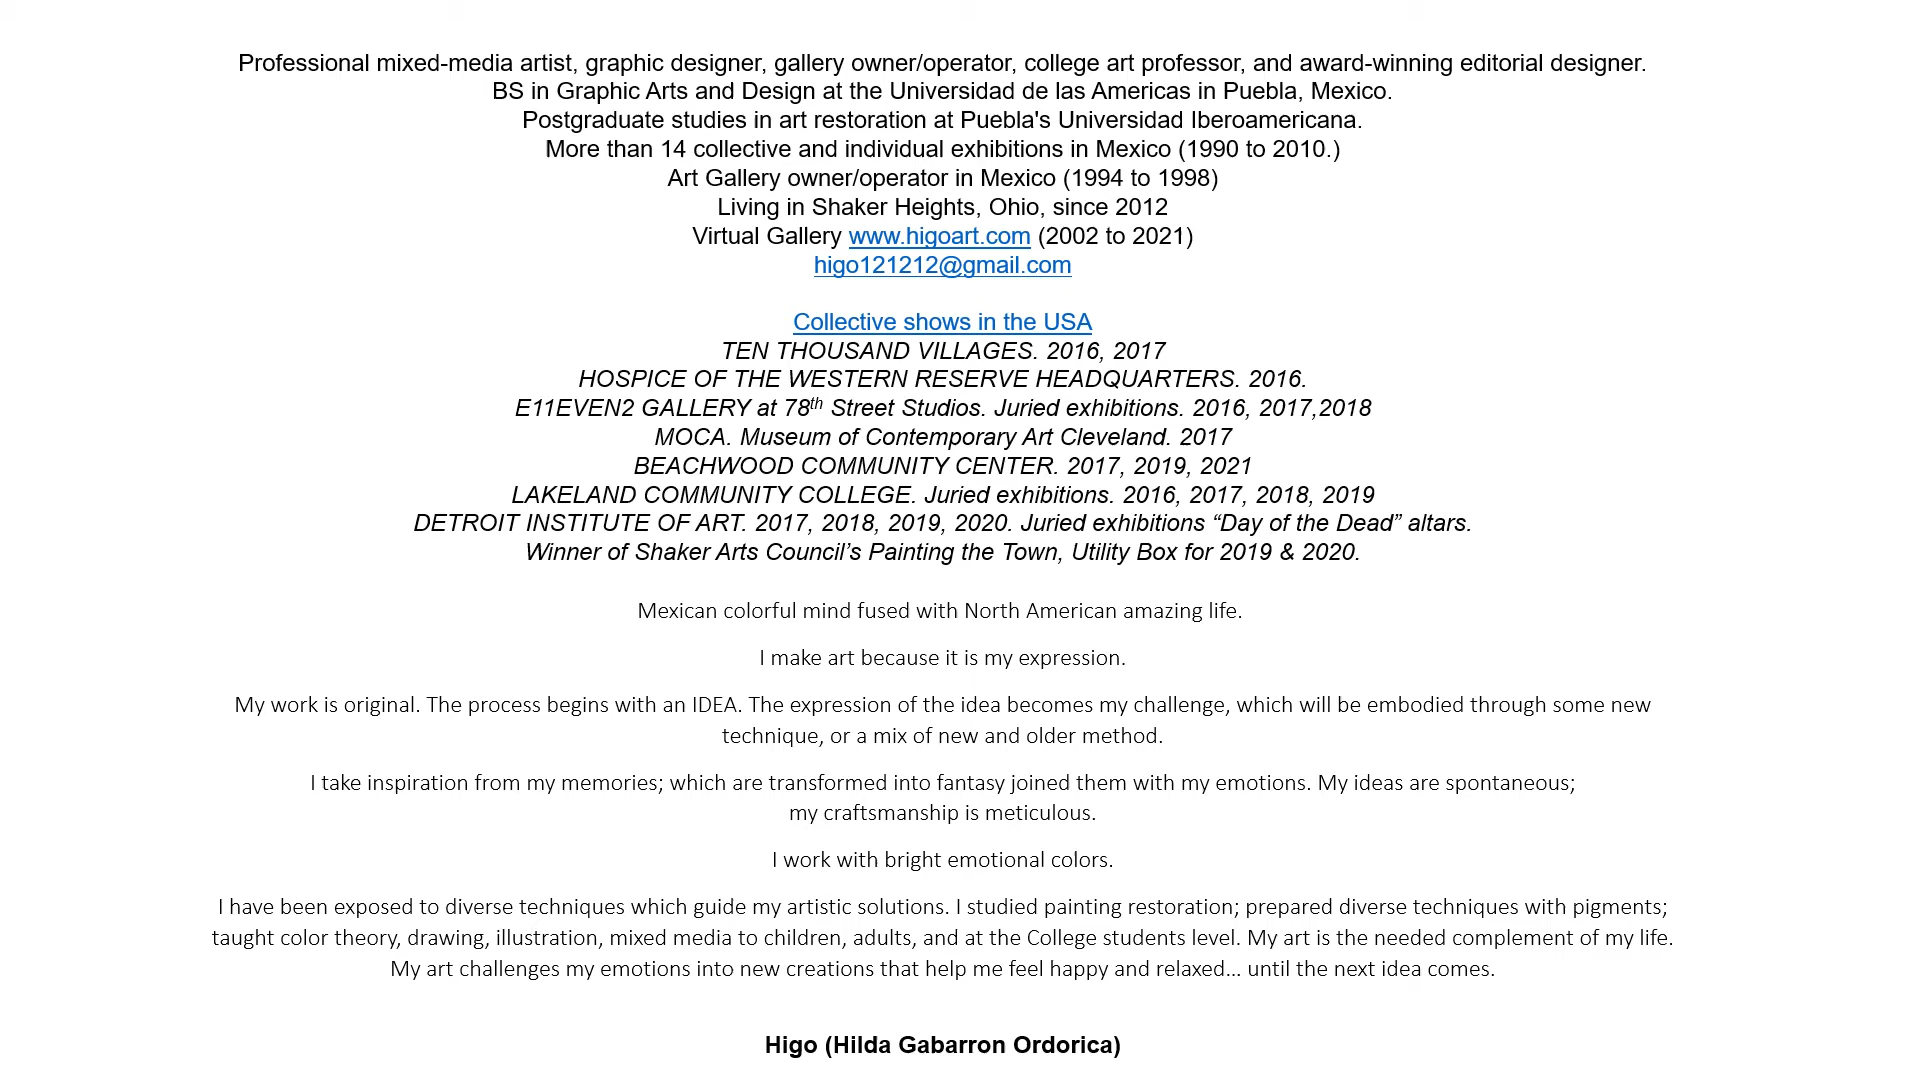 Professional mixed-media artist, graphic designer, gallery owner/operator, college art professor, and award-winning editorial designer.
BS in Graphic Arts and Design at the Universidad de las Americas in Puebla, Mexico.
Postgraduate studies in art restoration at Puebla's Universidad Iberoamericana.
More than 14 collective and individual exhibitions in Mexico (1990 to 2010.)
Art Gallery owner/operator in Mexico (1994 to 1998)
Living in Shaker Heights, Ohio, since 2012
Virtual Gallery www.higoart.com (2002 to 2021)
higo121212@gmail.com
Collective shows in the USA
TEN THOUSAND VILLAGES. 2016, 2017
HOSPICE OF THE WESTERN RESERVE HEADQUARTERS. 2016.
E11EVEN2 GALLERY at 78th Street Studios. Juried exhibitions. 2016, 2017,2018
MOCA. Museum of Contemporary Art Cleveland. 2017
BEACHWOOD COMMUNITY CENTER. 2017, 2019, 2021
LAKELAND COMMUNITY COLLEGE. Juried exhibitions. 2016, 2017, 2018, 2019
DETROIT INSTITUTE OF ART. 2017, 2018, 2019, 2020. Juried exhibitions “Day of the Dead” altars.
Winner of Shaker Arts Council’s Painting the Town, Utility Box for 2019 & 2020.
Mexican colorful mind fused with North American amazing life.
I make art because it is my expression.
My work is original. The process begins with an IDEA. The expression of the idea becomes my challenge, which will be embodied through some new
technique, or a mix of new and older method.
I take inspiration from my memories; which are transformed into fantasy joined them with my emotions. My ideas are spontaneous;
my craftsmanship is meticulous.
I work with bright emotional colors.
I have been exposed to diverse techniques which guide my artistic solutions. I studied painting restoration; prepared diverse techniques with pigments;
taught color theory, drawing, illustration, mixed media to children, adults, and at the College students level. My art is the needed complement of my life.
My art challenges my emotions into new creations that help me feel happy and relaxed... until the next idea comes.
Higo (Hilda Gabarron Ordorica)